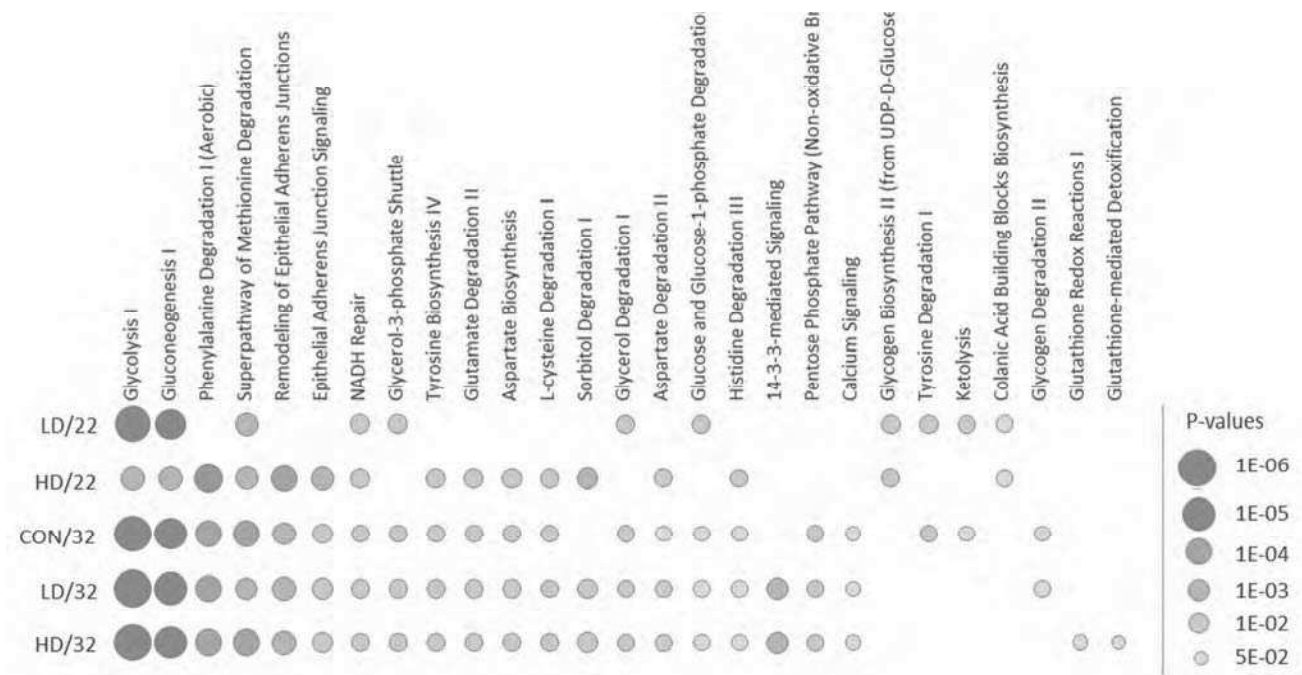 Glycolysis I
Gluconeogenesis I
Phenylalanine Degradation I (Aerobic)
Superpathway of Methionine Degradation
Remodeling of Epithelial Adherens Junctions
Epithelial Adherens Junction Signaling
NADH Repair
Glycerol-3-phosphate Shuttle
Tyrosine Biosynthesis IV
Glutamate Degradation II
Aspartate Biosynthesis
L-cysteine Degradation I
Sorbitol Degradation I
Glycerol Degradation I
Aspartate Degradation II
Glucose and Glucose-1-phosphate Degradation
Histidine Degradation III
14-3-3-mediated Signaling
Pentose Phosphate Pathway (Non-oxidative Br
Calcium Signaling
Glycogen Biosynthesis II (from UDP-D-Glucose
Tyrosine Degradation I
Ketolysis
Colanic Acid Building Blocks Biosynthesis
Glycogen Degradation II
Glutathione Redox Reactions I
Glutathione-mediated Detoxification
LD/22
HD/22
CON/32
LD/32
HD/32
P-values
1E-06
1E-05
1E-04
1E-03
1E-02
5E-02